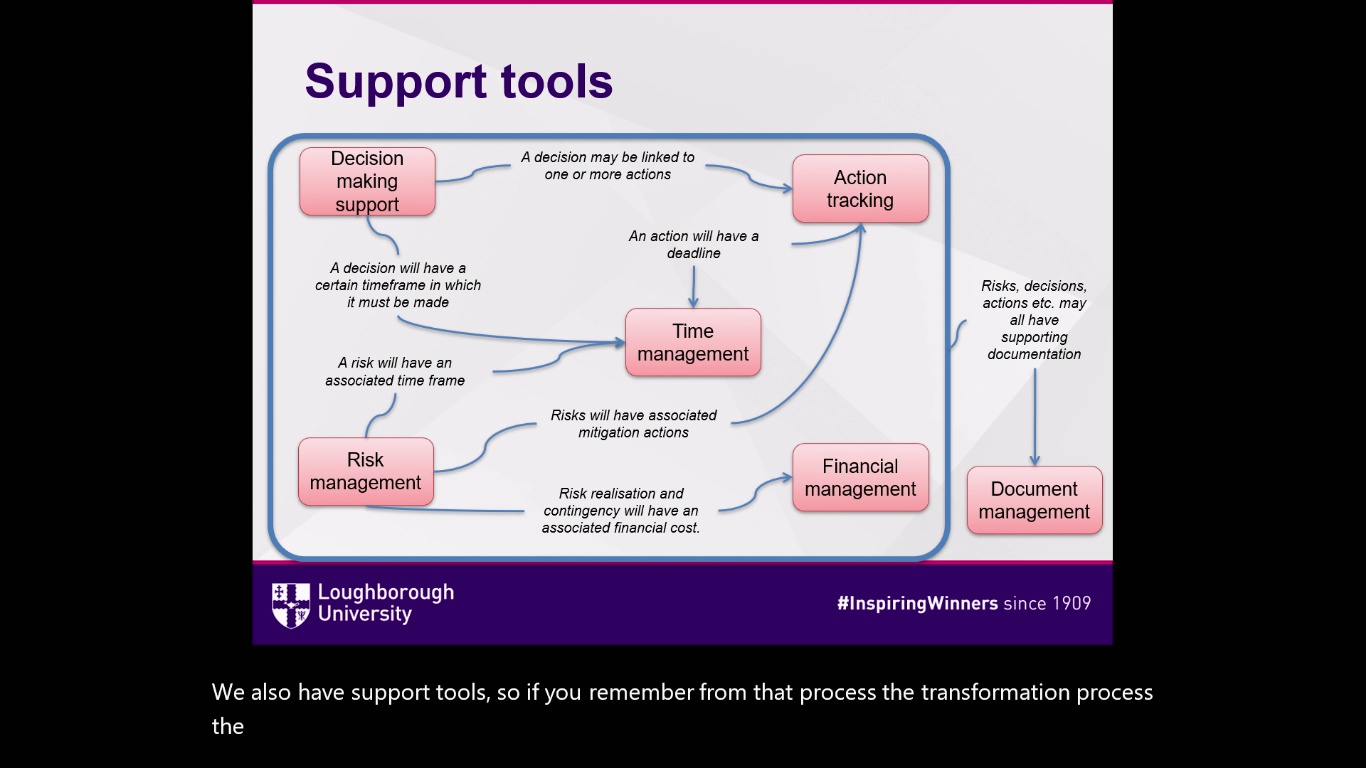 Support tools
Decision
making
support
A decision may be linked to
one or more actions
Action
tracking
An action will have a
deadline
A decision will have a
certain timeframe in which
it must be made
Risks, decisions,
actions etc. may
all have
supporting
documentation
Time
management
A risk will have an
associated time frame
Risks will have associated
mitigation actions
Risk
management
Financial
management
Document
management
Risk realisation and
contingency will have an
associated financial cost.
Loughborough
University
#InspiringWinners since 1909
We also have support tools, so if you remember from that process the transformation process
the